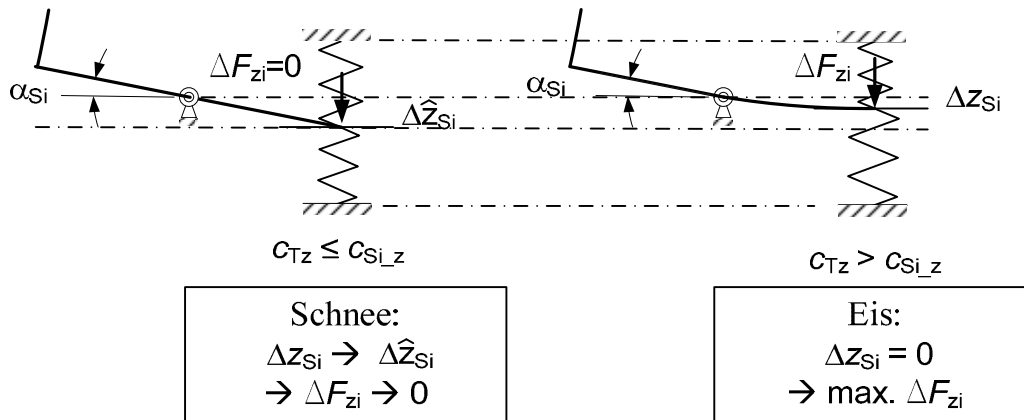 ΔF_zi=0
α_Si
Δẑ_Si
c_Tz ≤ c_Si_z
Schnee:
Δz_Si → Δẑ_Si
→ ΔF_zi → 0
ΔF_zi
α_Si
Δz_Si
c_Tz > c_Si_z
Eis:
Δz_Si = 0
→ max. ΔF_zi